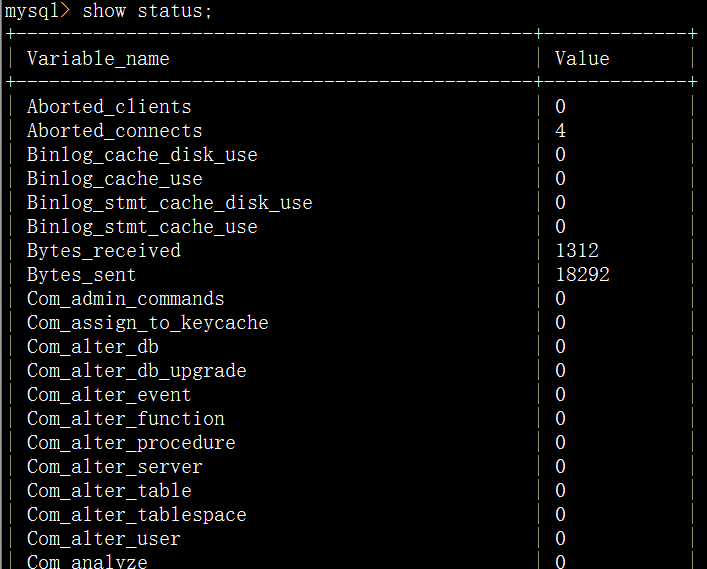 mysql> show status;
+-----------------------------------------------+-------------+
| Variable_name | Value |
+-----------------------------------------------+-------------+
| Aborted_clients | 0 |
| Aborted_connects | 4 |
| Binlog_cache_disk_use | 0 |
| Binlog_cache_use | 0 |
| Binlog_stmt_cache_disk_use | 0 |
| Binlog_stmt_cache_use | 0 |
| Bytes_received | 1312 |
| Bytes_sent | 18292 |
| Com_admin_commands | 0 |
| Com_assign_to_keycache | 0 |
| Com_alter_db | 0 |
| Com_alter_db_upgrade | 0 |
| Com_alter_event | 0 |
| Com_alter_function | 0 |
| Com_alter_procedure | 0 |
| Com_alter_server | 0 |
| Com_alter_table | 0 |
| Com_alter_tablespace | 0 |
| Com_alter_user | 0 |
| Com_analyze | 0 |